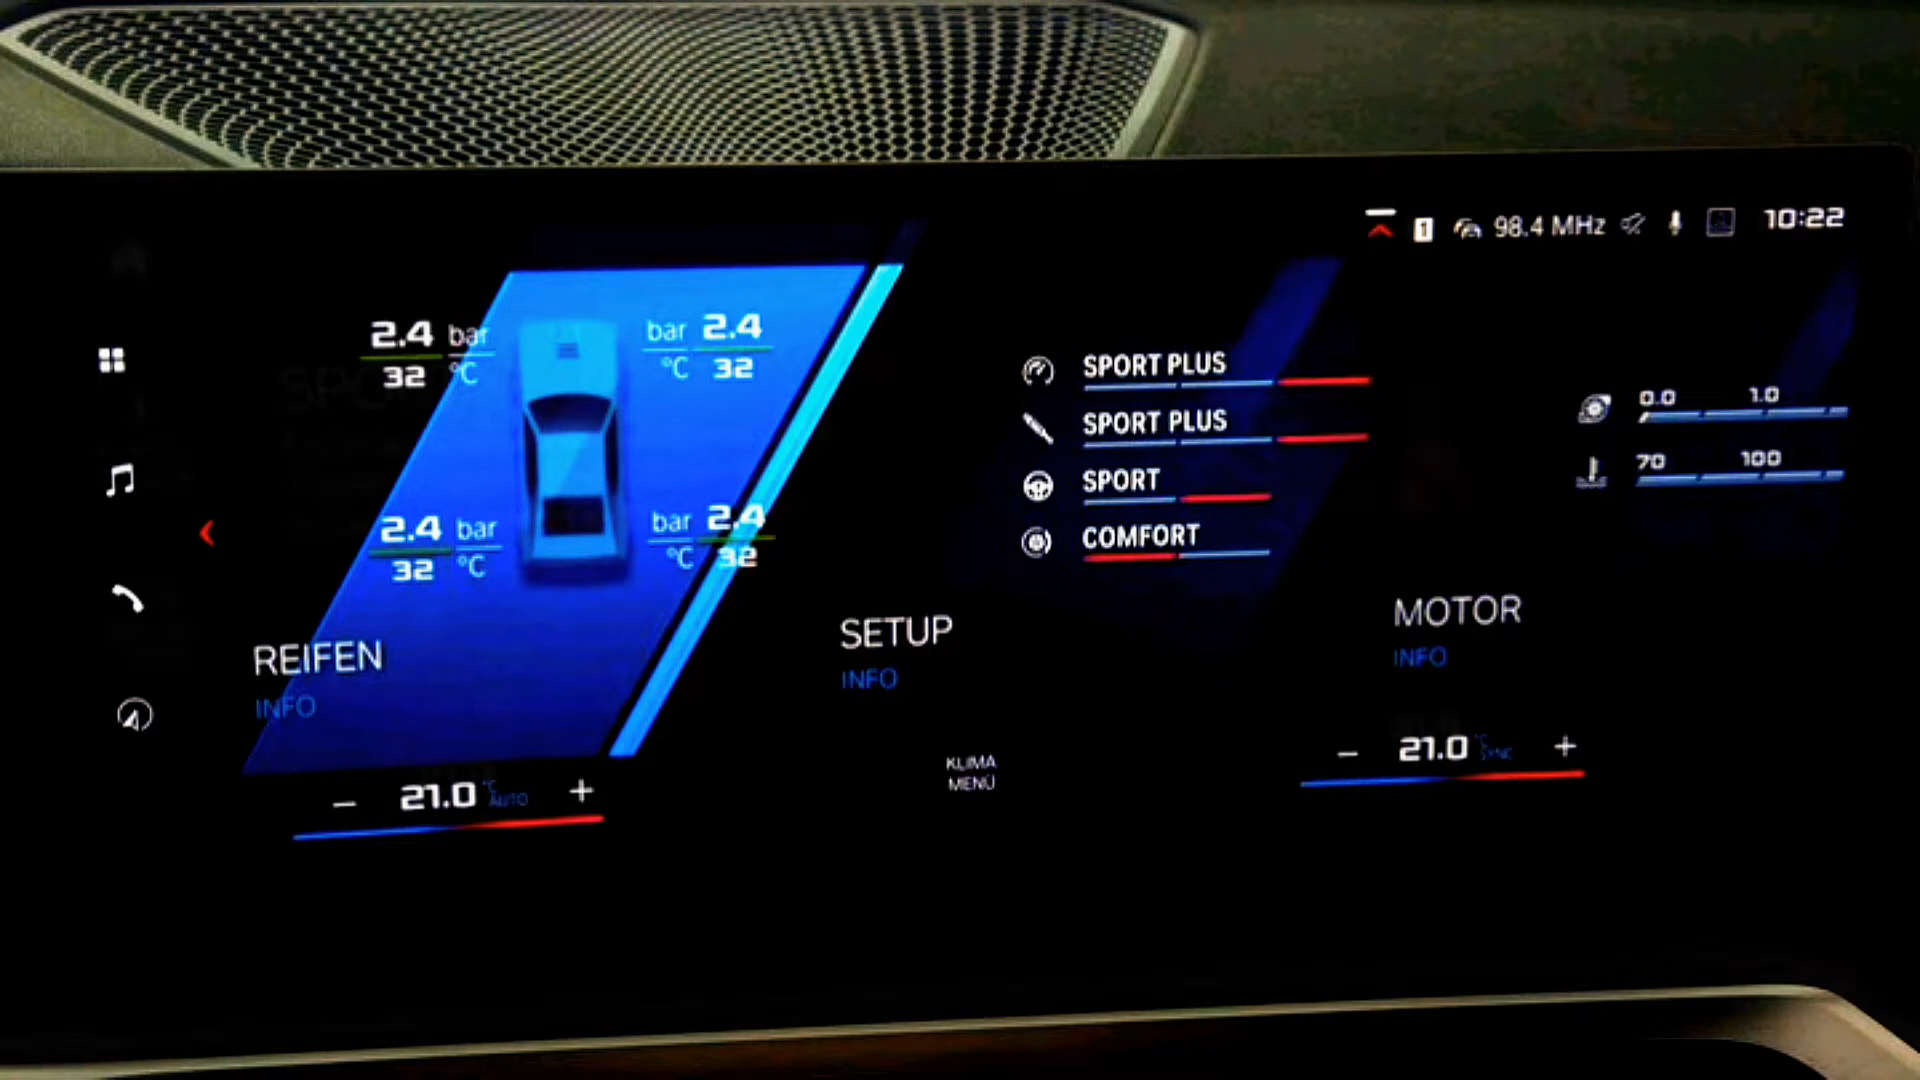 1 98.4 MHz 10:22
2.4 bar bar 2.4
32 °C °C 32
2.4 bar bar 2.4
32 °C °C 32
REIFEN
INFO
SPORT PLUS
SPORT PLUS
SPORT
COMFORT
SETUP
INFO
0.0 1.0
70 100
MOTOR
INFO
− 21.0 °C AUTO +
KLIMA
MENÜ
− 21.0 °C SYNC +